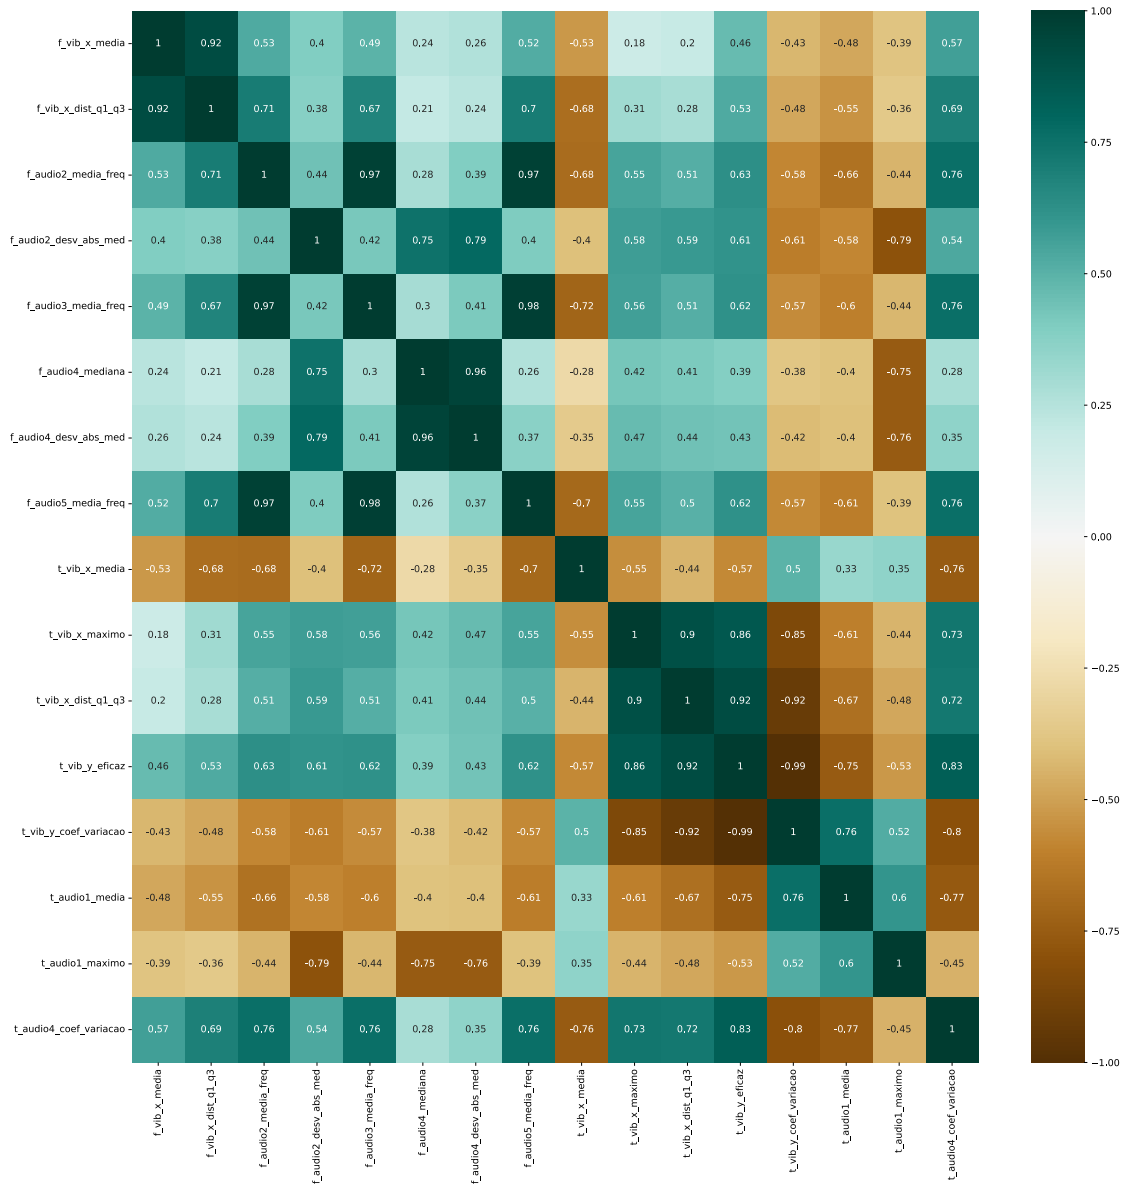 f_vib_x_media 1 0.92 0.53 0.4 0.49 0.24 0.26 0.52 -0.53 0.18 0.2 0.46 -0.43 -0.48 -0.39 0.57
f_vib_x_dist_q1_q3 0.92 1 0.71 0.38 0.67 0.21 0.24 0.7 -0.68 0.31 0.28 0.53 -0.48 -0.55 -0.36 0.69
f_audio2_media_freq 0.53 0.71 1 0.44 0.97 0.28 0.39 0.97 -0.68 0.55 0.51 0.63 -0.58 -0.66 -0.44 0.76
f_audio2_desv_abs_med 0.4 0.38 0.44 1 0.42 0.75 0.79 0.4 -0.4 0.58 0.59 0.61 -0.61 -0.58 -0.79 0.54
f_audio3_media_freq 0.49 0.67 0.97 0.42 1 0.3 0.41 0.98 -0.72 0.56 0.51 0.62 -0.57 -0.6 -0.44 0.76
f_audio4_mediana 0.24 0.21 0.28 0.75 0.3 1 0.96 0.26 -0.28 0.42 0.41 0.39 -0.38 -0.4 -0.75 0.28
f_audio4_desv_abs_med 0.26 0.24 0.39 0.79 0.41 0.96 1 0.37 -0.35 0.47 0.44 0.43 -0.42 -0.4 -0.76 0.35
f_audio5_media_freq 0.52 0.7 0.97 0.4 0.98 0.26 0.37 1 -0.7 0.55 0.5 0.62 -0.57 -0.61 -0.39 0.76
t_vib_x_media -0.53 -0.68 -0.68 -0.4 -0.72 -0.28 -0.35 -0.7 1 -0.55 -0.44 -0.57 0.5 0.33 0.35 -0.76
t_vib_x_maximo 0.18 0.31 0.55 0.58 0.56 0.42 0.47 0.55 -0.55 1 0.9 0.86 -0.85 -0.61 -0.44 0.73
t_vib_x_dist_q1_q3 0.2 0.28 0.51 0.59 0.51 0.41 0.44 0.5 -0.44 0.9 1 0.92 -0.92 -0.67 -0.48 0.72
t_vib_y_eficaz 0.46 0.53 0.63 0.61 0.62 0.39 0.43 0.62 -0.57 0.86 0.92 1 -0.99 -0.75 -0.53 0.83
t_vib_y_coef_variacao -0.43 -0.48 -0.58 -0.61 -0.57 -0.38 -0.42 -0.57 0.5 -0.85 -0.92 -0.99 1 0.76 0.52 -0.8
t_audio1_media -0.48 -0.55 -0.66 -0.58 -0.6 -0.4 -0.4 -0.61 0.33 -0.61 -0.67 -0.75 0.76 1 0.6 -0.77
t_audio1_maximo -0.39 -0.36 -0.44 -0.79 -0.44 -0.75 -0.76 -0.39 0.35 -0.44 -0.48 -0.53 0.52 0.6 1 -0.45
t_audio4_coef_variacao 0.57 0.69 0.76 0.54 0.76 0.28 0.35 0.76 -0.76 0.73 0.72 0.83 -0.8 -0.77 -0.45 1
f_vib_x_media
f_vib_x_dist_q1_q3
f_audio2_media_freq
f_audio2_desv_abs_med
f_audio3_media_freq
f_audio4_mediana
f_audio4_desv_abs_med
f_audio5_media_freq
t_vib_x_media
t_vib_x_maximo
t_vib_x_dist_q1_q3
t_vib_y_eficaz
t_vib_y_coef_variacao
t_audio1_media
t_audio1_maximo
t_audio4_coef_variacao
1.00
0.75
0.50
0.25
0.00
−0.25
−0.50
−0.75
−1.00